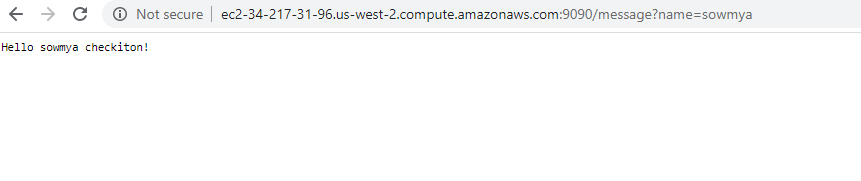 Not secure | ec2-34-217-31-96.us-west-2.compute.amazonaws.com:9090/message?name=sowmya
Hello sowmya checkiton!